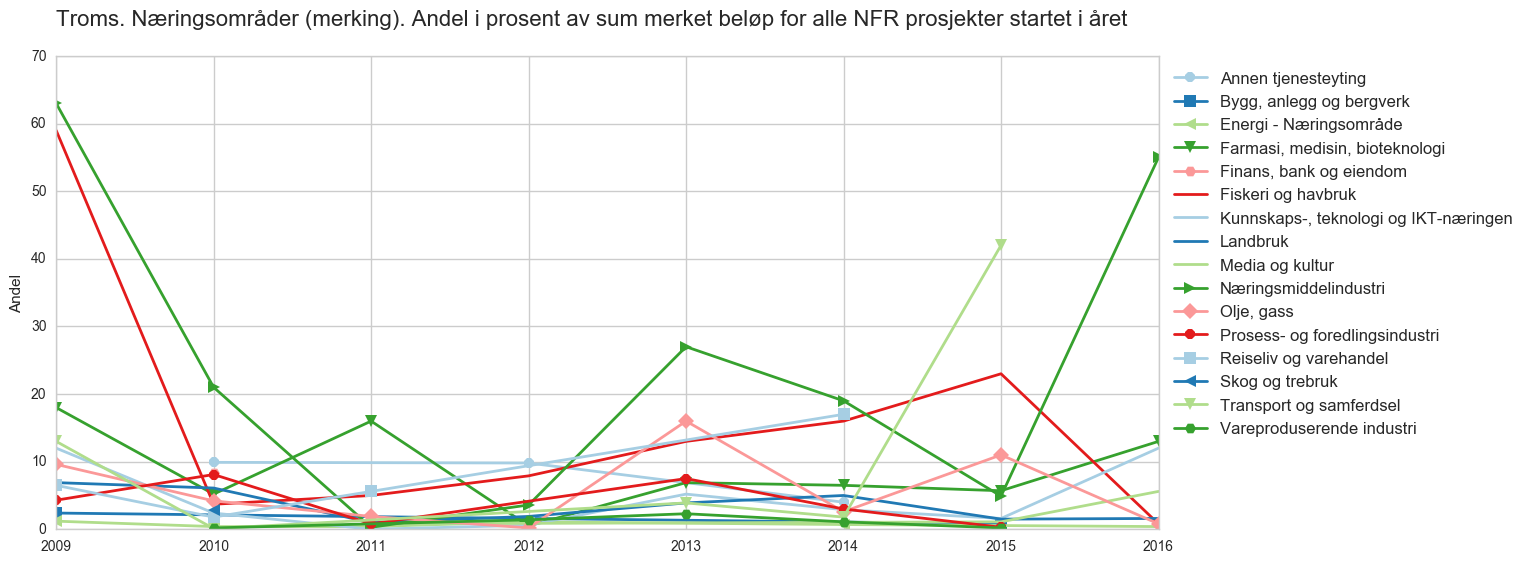 Troms. Næringsområder (merking). Andel i prosent av sum merket beløp for alle NFR prosjekter startet i året
70
60
50
40
30
20
10
0
Andel
2009 2010 2011 2012 2013 2014 2015 2016
Annen tjenesteyting
Bygg, anlegg og bergverk
Energi - Næringsområde
Farmasi, medisin, bioteknologi
Finans, bank og eiendom
Fiskeri og havbruk
Kunnskaps-, teknologi og IKT-næringen
Landbruk
Media og kultur
Næringsmiddelindustri
Olje, gass
Prosess- og foredlingsindustri
Reiseliv og varehandel
Skog og trebruk
Transport og samferdsel
Vareproduserende industri